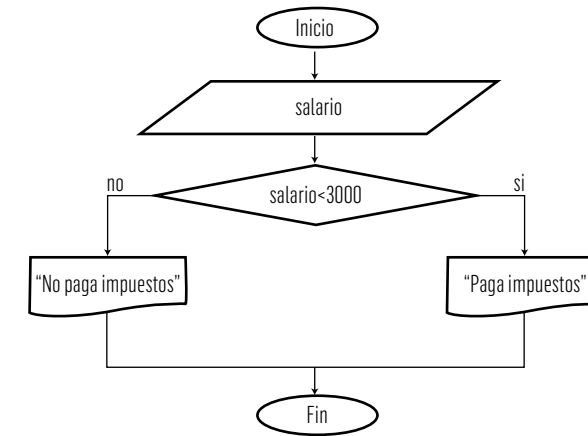 Inicio
salario
no
salario<3000
si
“No paga impuestos”
“Paga impuestos”
Fin